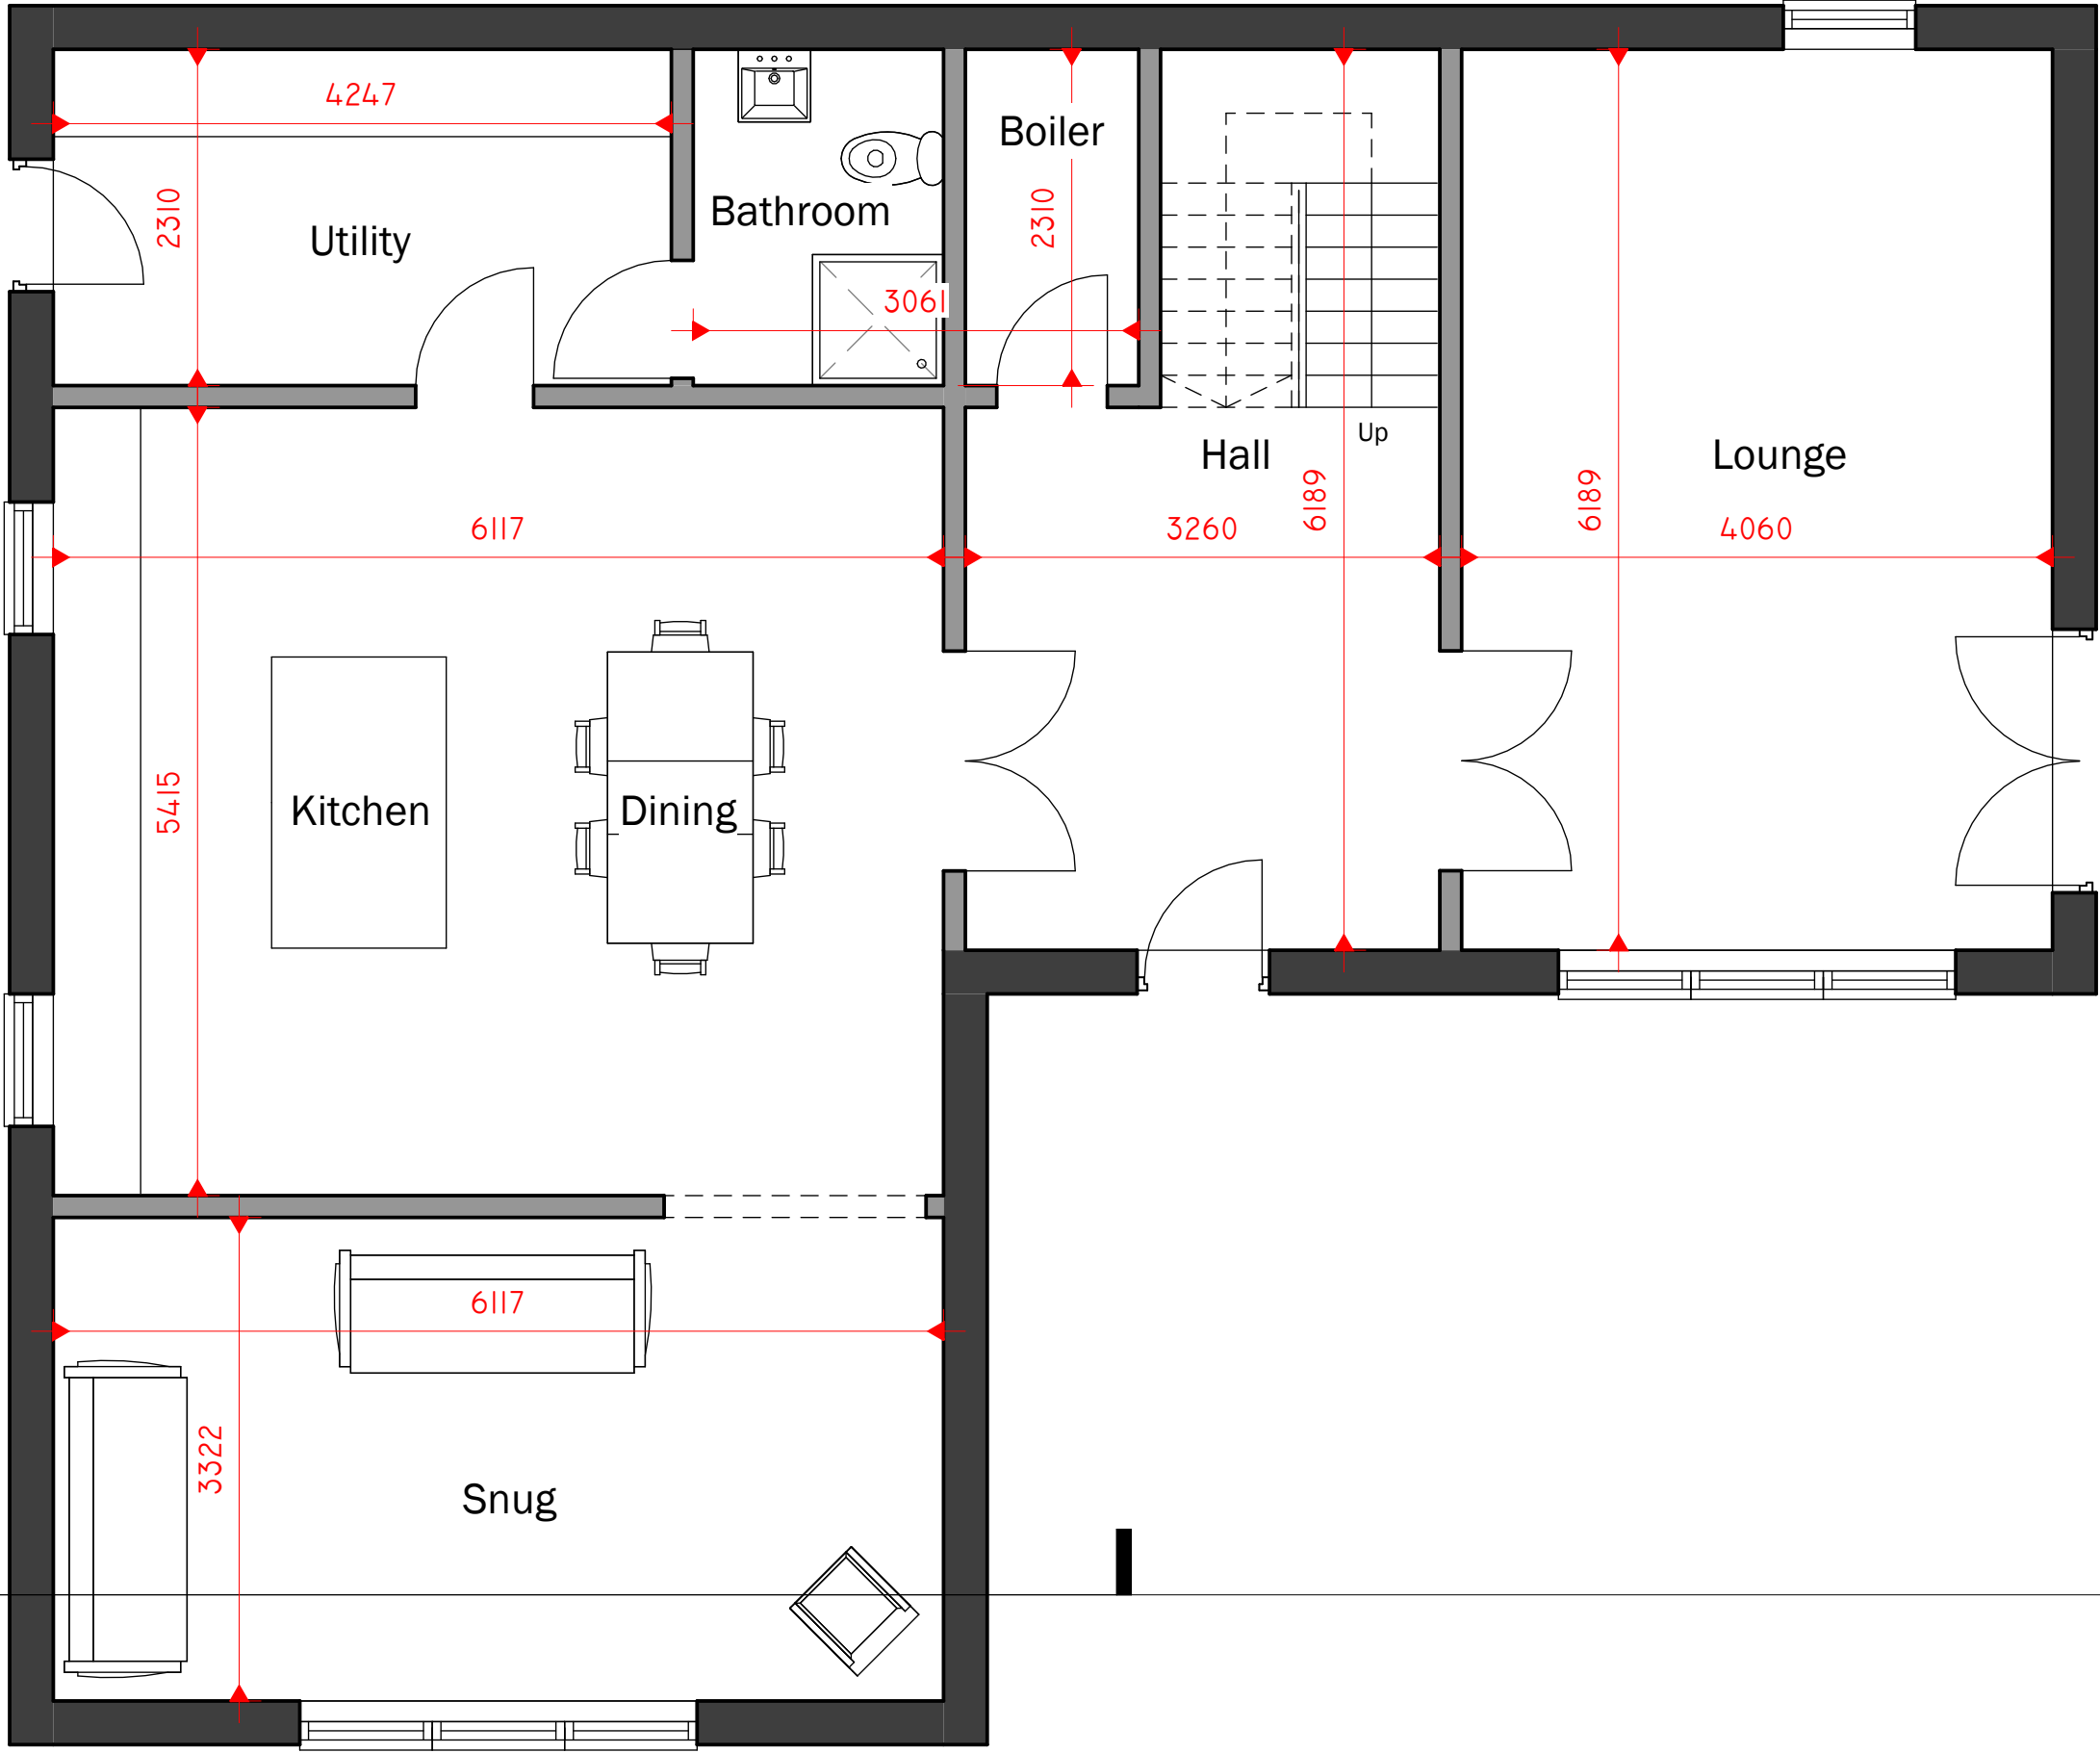 4247
Boiler
2310
Bathroom
2310
Utility
3061
Up
Hall
Lounge
6189
6189
6117
3260
4060
5415
Kitchen
Dining
6117
3322
Snug